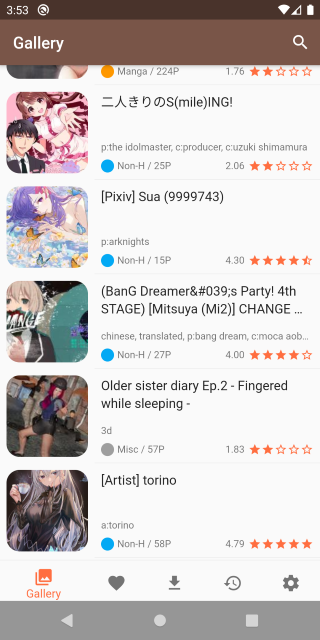 3:53
Gallery
Manga / 224P
1.76
二人きりのS(mile)ING!
p:the idolmaster, c:producer, c:uzuki shimamura
Non-H / 25P
2.06
[Pixiv] Sua (9999743)
p:arknights
Non-H / 15P
4.30
(BanG Dreamer&#039;s Party! 4th
STAGE) [Mitsuya (Mi2)] CHANGE ...
chinese, translated, p:bang dream, c:moca aob...
Non-H / 27P
4.00
Older sister diary Ep.2 - Fingered
while sleeping -
3d
Misc / 57P
1.83
[Artist] torino
a:torino
Non-H / 58P
4.79
Gallery